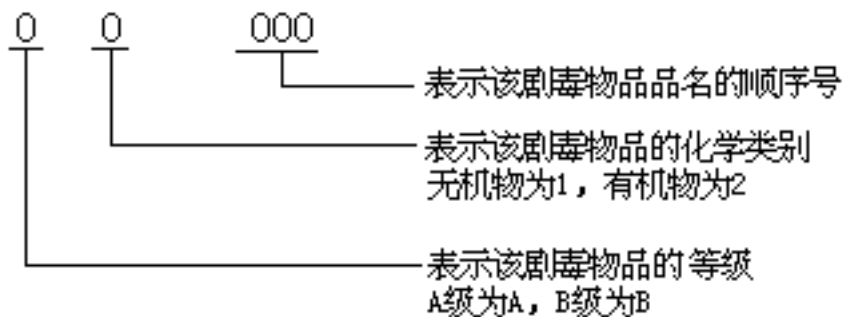 0 0 000
表示该剧毒物品品名的顺序号
表示该剧毒物品的化学类别
无机物为1，有机物为2
表示该剧毒物品的等级
A级为A，B级为B